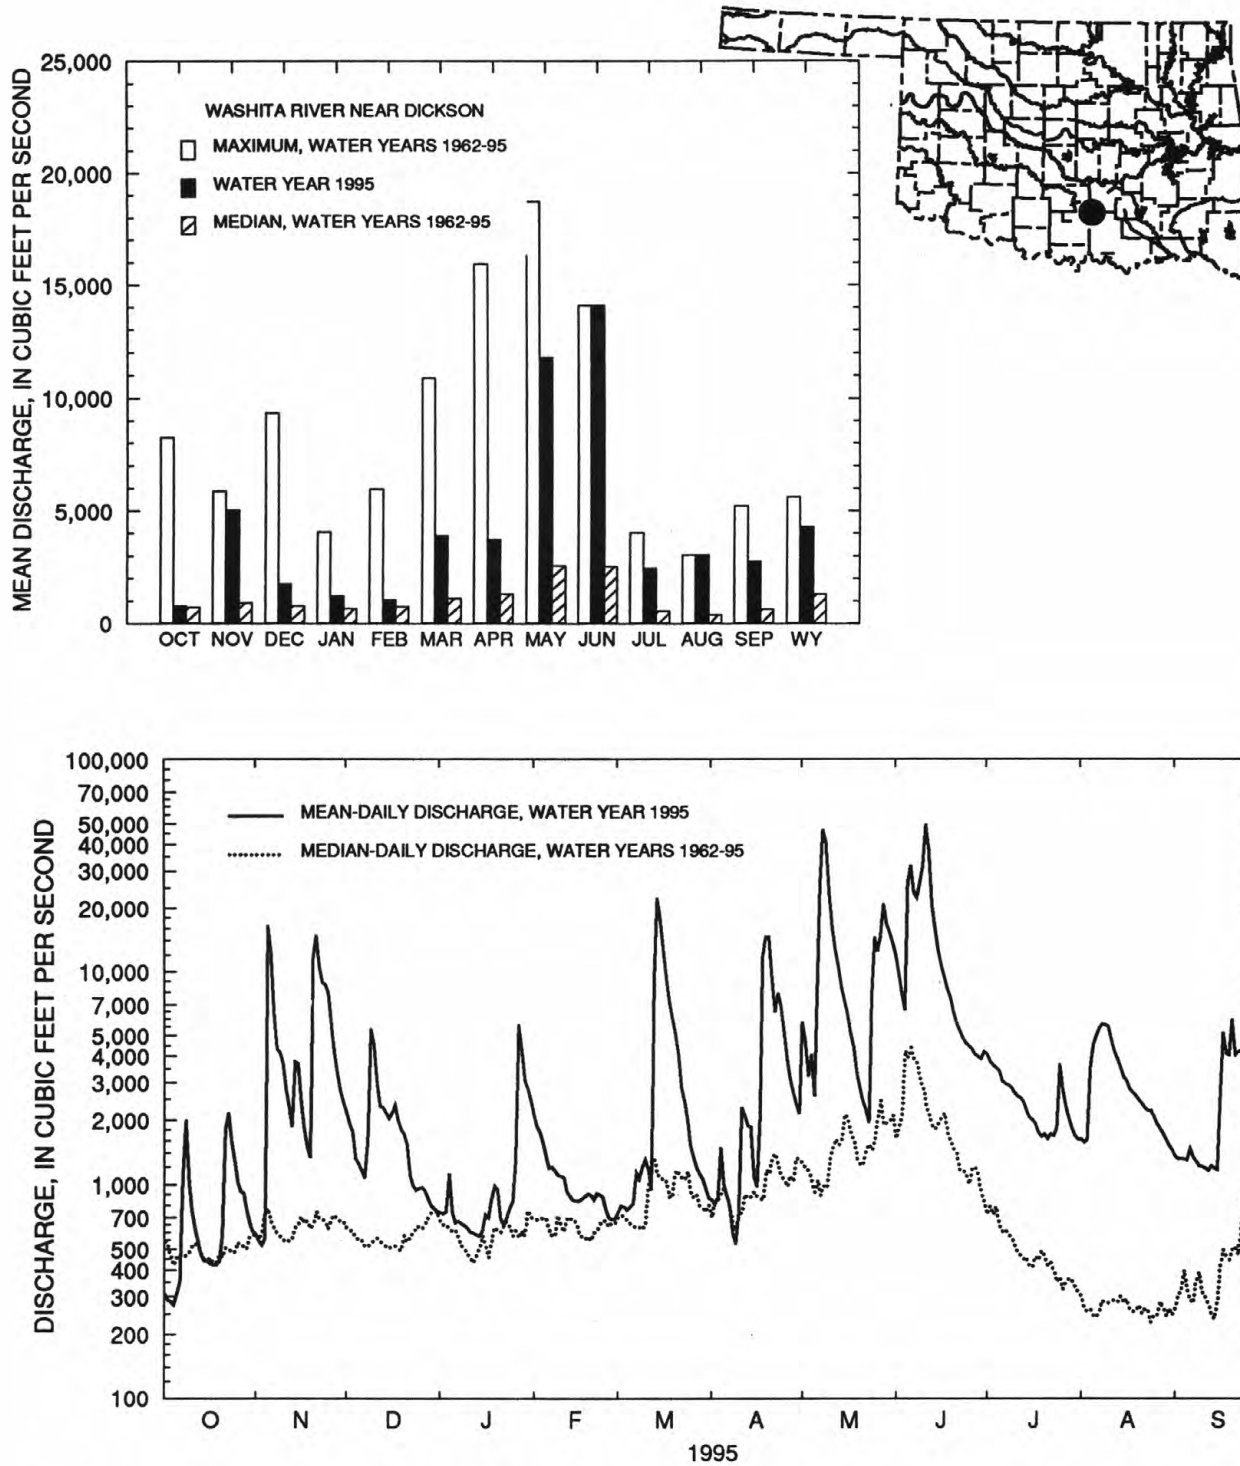 MEAN DISCHARGE, IN CUBIC FEET PER SECOND
25,000
20,000
15,000
10,000
5,000
0
WASHITA RIVER NEAR DICKSON
MAXIMUM, WATER YEARS 1962-95
WATER YEAR 1995
MEDIAN, WATER YEARS 1962-95
OCT NOV DEC JAN FEB MAR APR MAY JUN JUL AUG SEP WY
DISCHARGE, IN CUBIC FEET PER SECOND
100,000
70,000
50,000
40,000
30,000
20,000
10,000
7,000
5,000
4,000
3,000
2,000
1,000
700
500
400
300
200
100
MEAN-DAILY DISCHARGE, WATER YEAR 1995
MEDIAN-DAILY DISCHARGE, WATER YEARS 1962-95
O N D J F M A M J J A S
1995